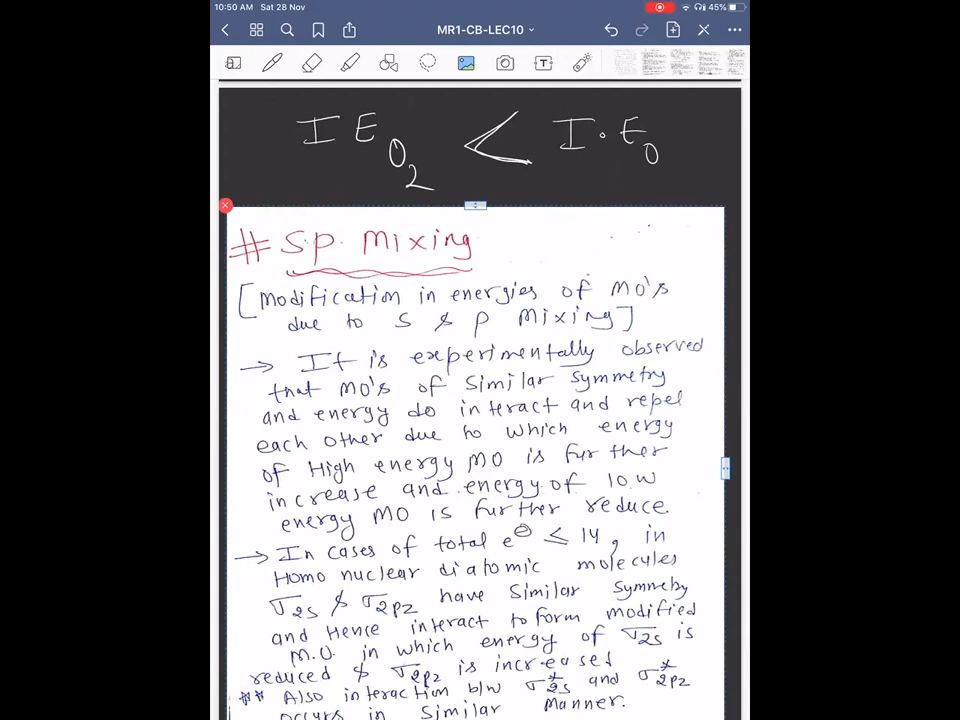 10:50 AM Sat 28 Nov
45%
MR1-CB-LEC10
IE O2 < I.E O
# S.p. Mixing
[Modification in energies of MO's
due to S & p Mixing]
→ It is experimentally observed
that MO's of similar symmetry
and energy do interact and repel
each other due to which energy
of High energy MO is further
increase and energy of low
energy MO is further reduce.
→ In cases of total e⊖ ≤ 14, in
Homo nuclear diatomic molecules
σ2s & σ2pz have similar symmetry
and Hence interact to form modified
M.O. in which energy of σ2s is
reduced & σ2pz is increased
** Also interaction b/w σ*2s and σ*2pz
occurs in Similar manner.